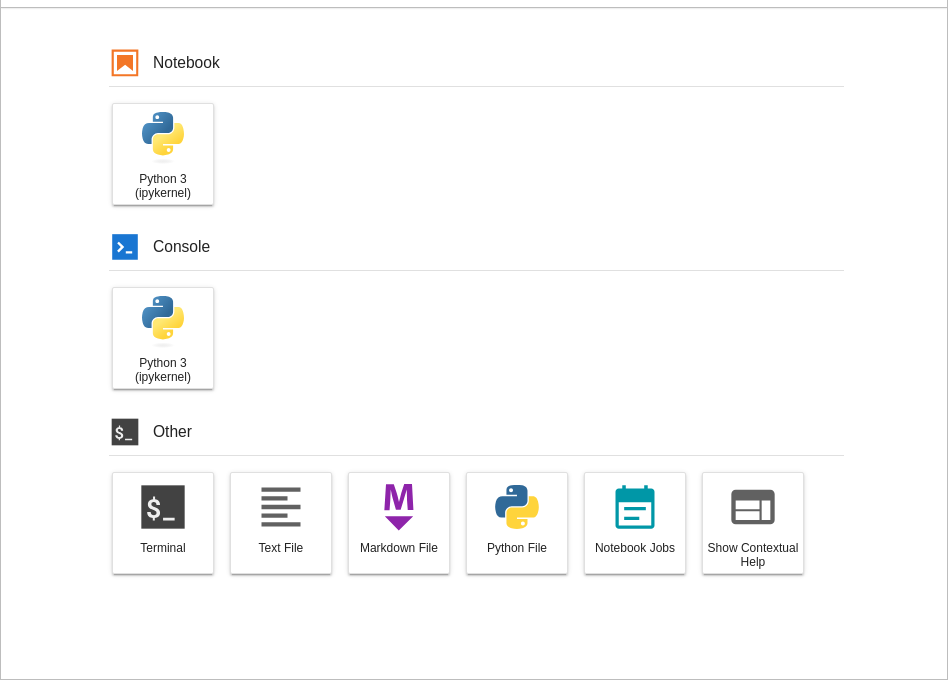 Notebook
Python 3
(ipykernel)
Console
Python 3
(ipykernel)
$_ Other
$_
M
Terminal
Text File
Markdown File
Python File
Notebook Jobs
Show Contextual
Help